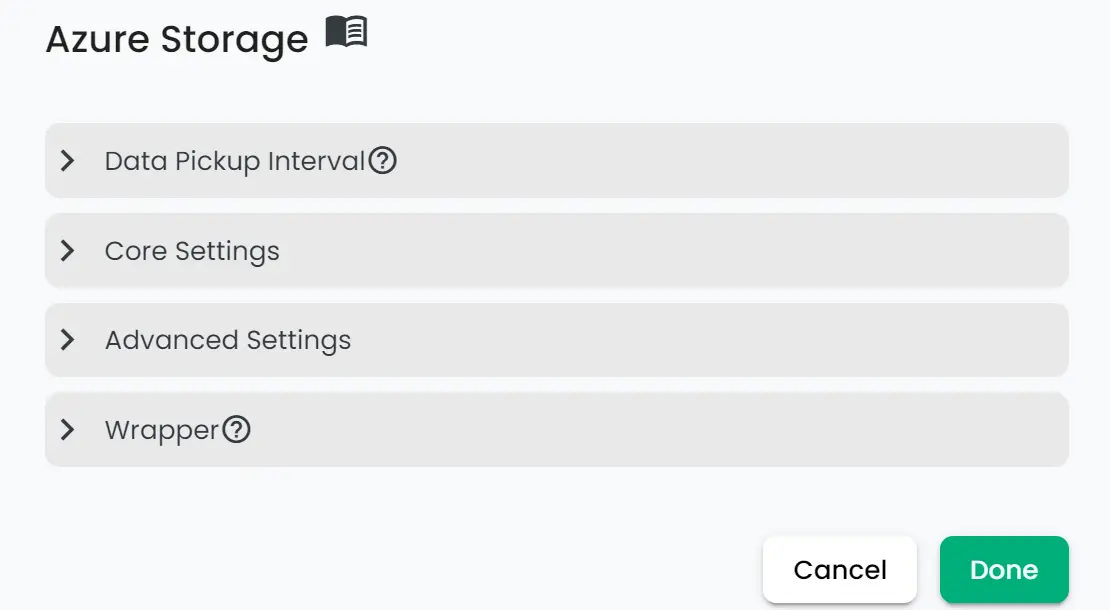 Azure Storage
Data Pickup Interval
Core Settings
Advanced Settings
Wrapper
Cancel Done